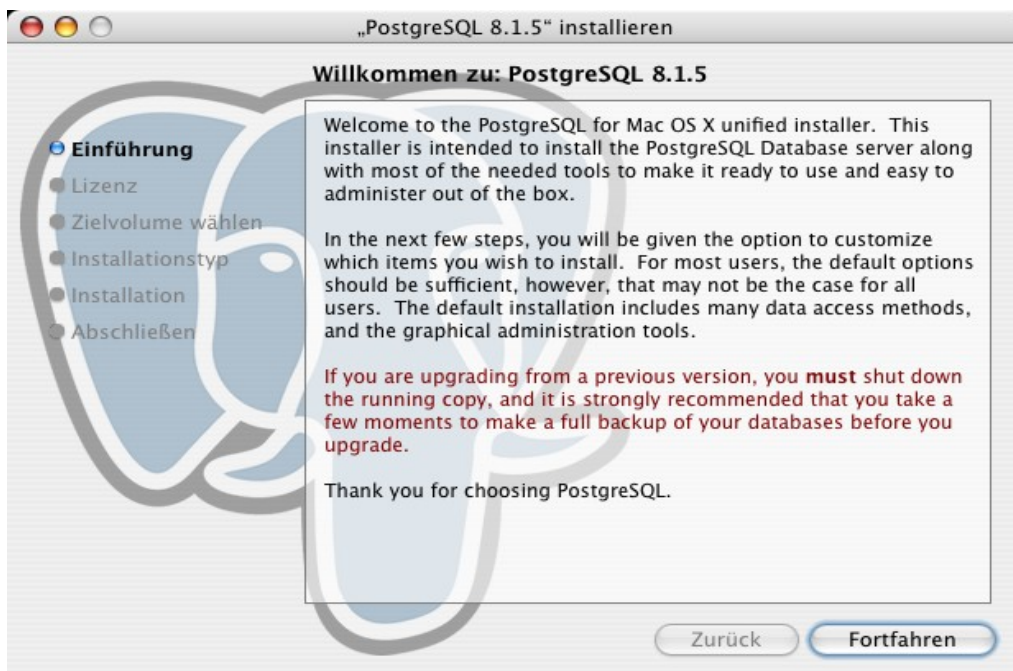 „PostgreSQL 8.1.5“ installieren
Willkommen zu: PostgreSQL 8.1.5
Einführung
Lizenz
Zielvolume wählen
Installationstyp
Installation
Abschließen
Welcome to the PostgreSQL for Mac OS X unified installer. This
installer is intended to install the PostgreSQL Database server along
with most of the needed tools to make it ready to use and easy to
administer out of the box.
In the next few steps, you will be given the option to customize
which items you wish to install. For most users, the default options
should be sufficient, however, that may not be the case for all
users. The default installation includes many data access methods,
and the graphical administration tools.
If you are upgrading from a previous version, you must shut down
the running copy, and it is strongly recommended that you take a
few moments to make a full backup of your databases before you
upgrade.
Thank you for choosing PostgreSQL.
Zurück
Fortfahren